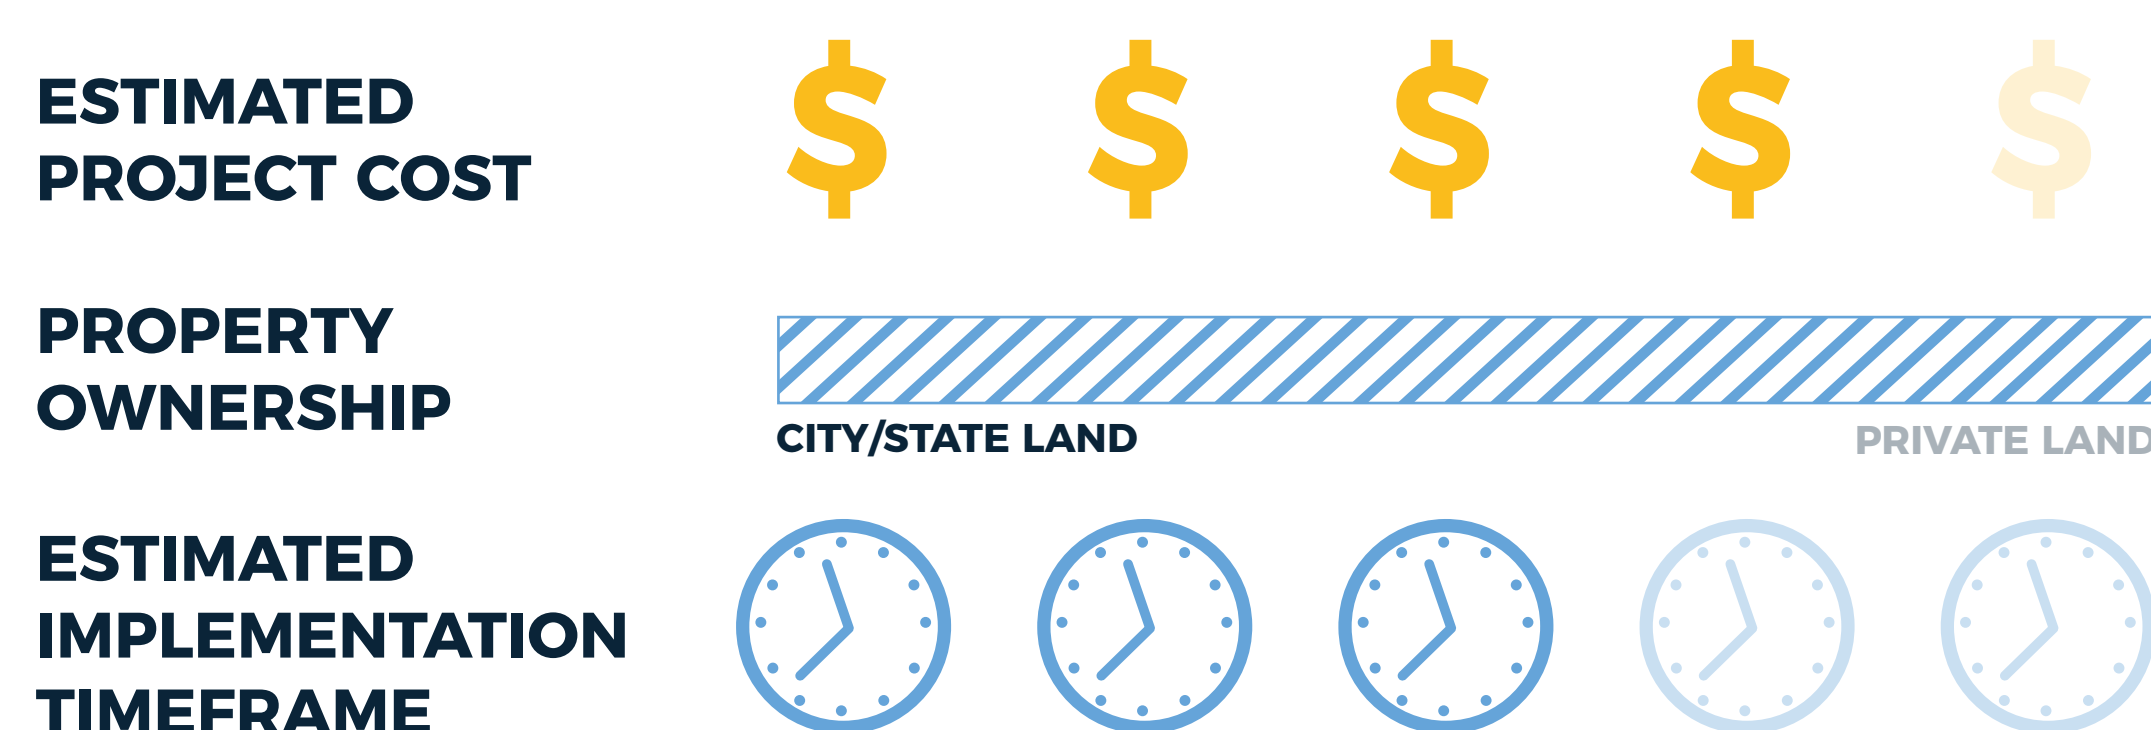 ESTIMATED
PROJECT COST
$ $ $ $ $
PROPERTY
OWNERSHIP
CITY/STATE LAND
PRIVATE LAND
ESTIMATED
IMPLEMENTATION
TIMEFRAME